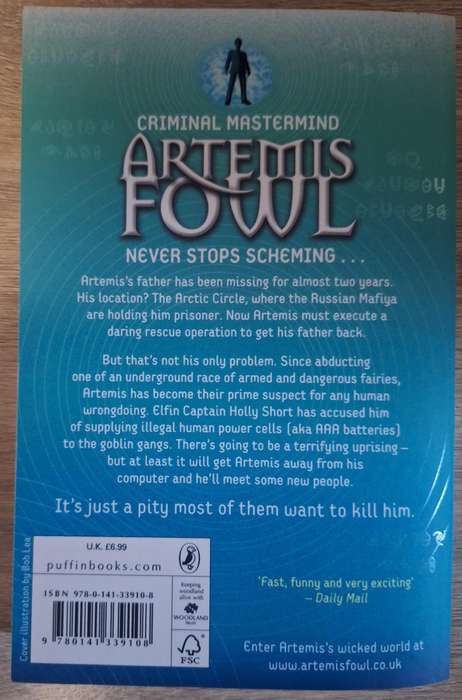 CRIMINAL MASTERMIND
ARTEMIS
FOWL
NEVER STOPS SCHEMING . . .
Artemis's father has been missing for almost two years.
His location? The Arctic Circle, where the Russian Mafiya
are holding him prisoner. Now Artemis must execute a
daring rescue operation to get his father back.
But that's not his only problem. Since abducting
one of an underground race of armed and dangerous fairies,
Artemis has become their prime suspect for any human
wrongdoing. Elfin Captain Holly Short has accused him
of supplying illegal human power cells (aka AAA batteries)
to the goblin gangs. There's going to be a terrifying uprising –
but at least it will get Artemis away from his
computer and he'll meet some new people.
It's just a pity most of them want to kill him.
Cover illustration by Bob Lea
U.K. £6.99
puffinbooks.com
ISBN 978-0-141-33910-8
9 780141 339108
Keeping
woodland
alive with
WOODLAND
TRUST
FSC
'Fast, funny and very exciting'
– Daily Mail
Enter Artemis's wicked world at
www.artemisfowl.co.uk